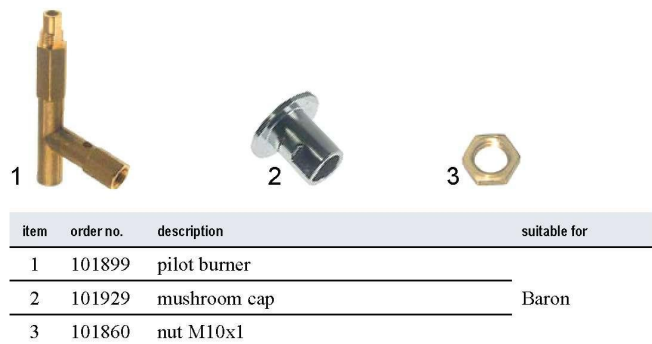 1
2
3
item order no. description suitable for
1 101899 pilot burner
2 101929 mushroom cap Baron
3 101860 nut M10x1